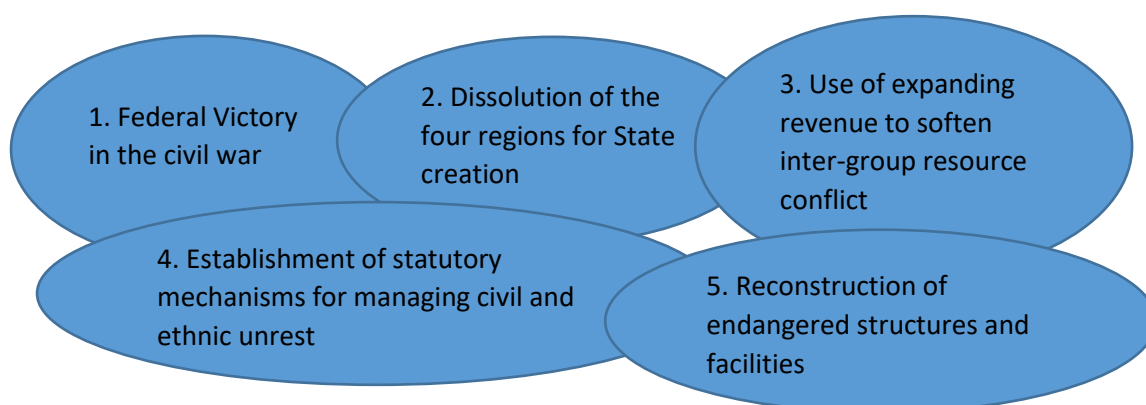 1. Federal Victory
in the civil war
2. Dissolution of the
four regions for State
creation
3. Use of expanding
revenue to soften
inter-group resource
conflict
4. Establishment of statutory
mechanisms for managing civil and
ethnic unrest
5. Reconstruction of
endangered structures and
facilities